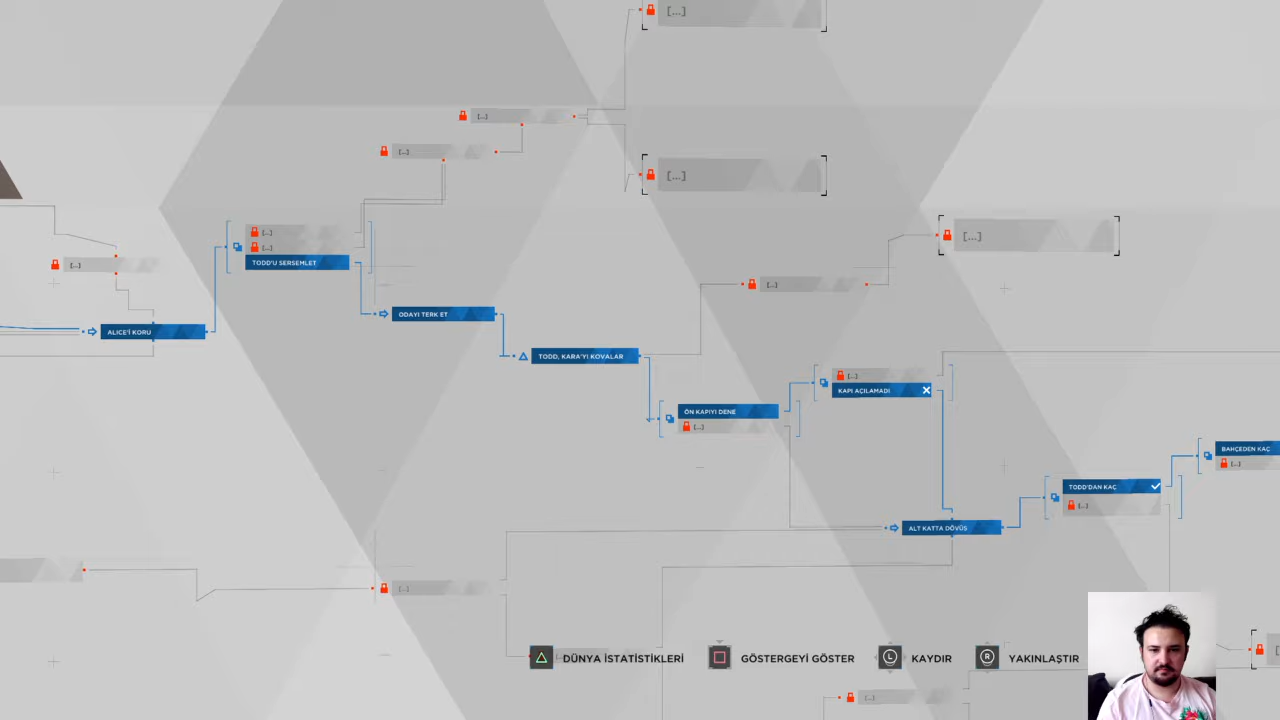 [...]
[...]
[...]
[...]
[...]
[...]
[...]
TODD'U SERSEMLET
[...]
[...]
ODAYI TERK ET
ALICE'İ KORU
TODD, KARA'YI KOVALAR
[...]
KAPI AÇILAMADI
ÖN KAPIYI DENE
[...]
BAHÇEDEN KAÇ
[...]
TODD'DAN KAÇ
[...]
ALT KATTA DÖVÜŞ
[...]
DÜNYA İSTATİSTİKLERİ
GÖSTERGEYİ GÖSTER
L KAYDIR
R YAKINLAŞTIR
[...]